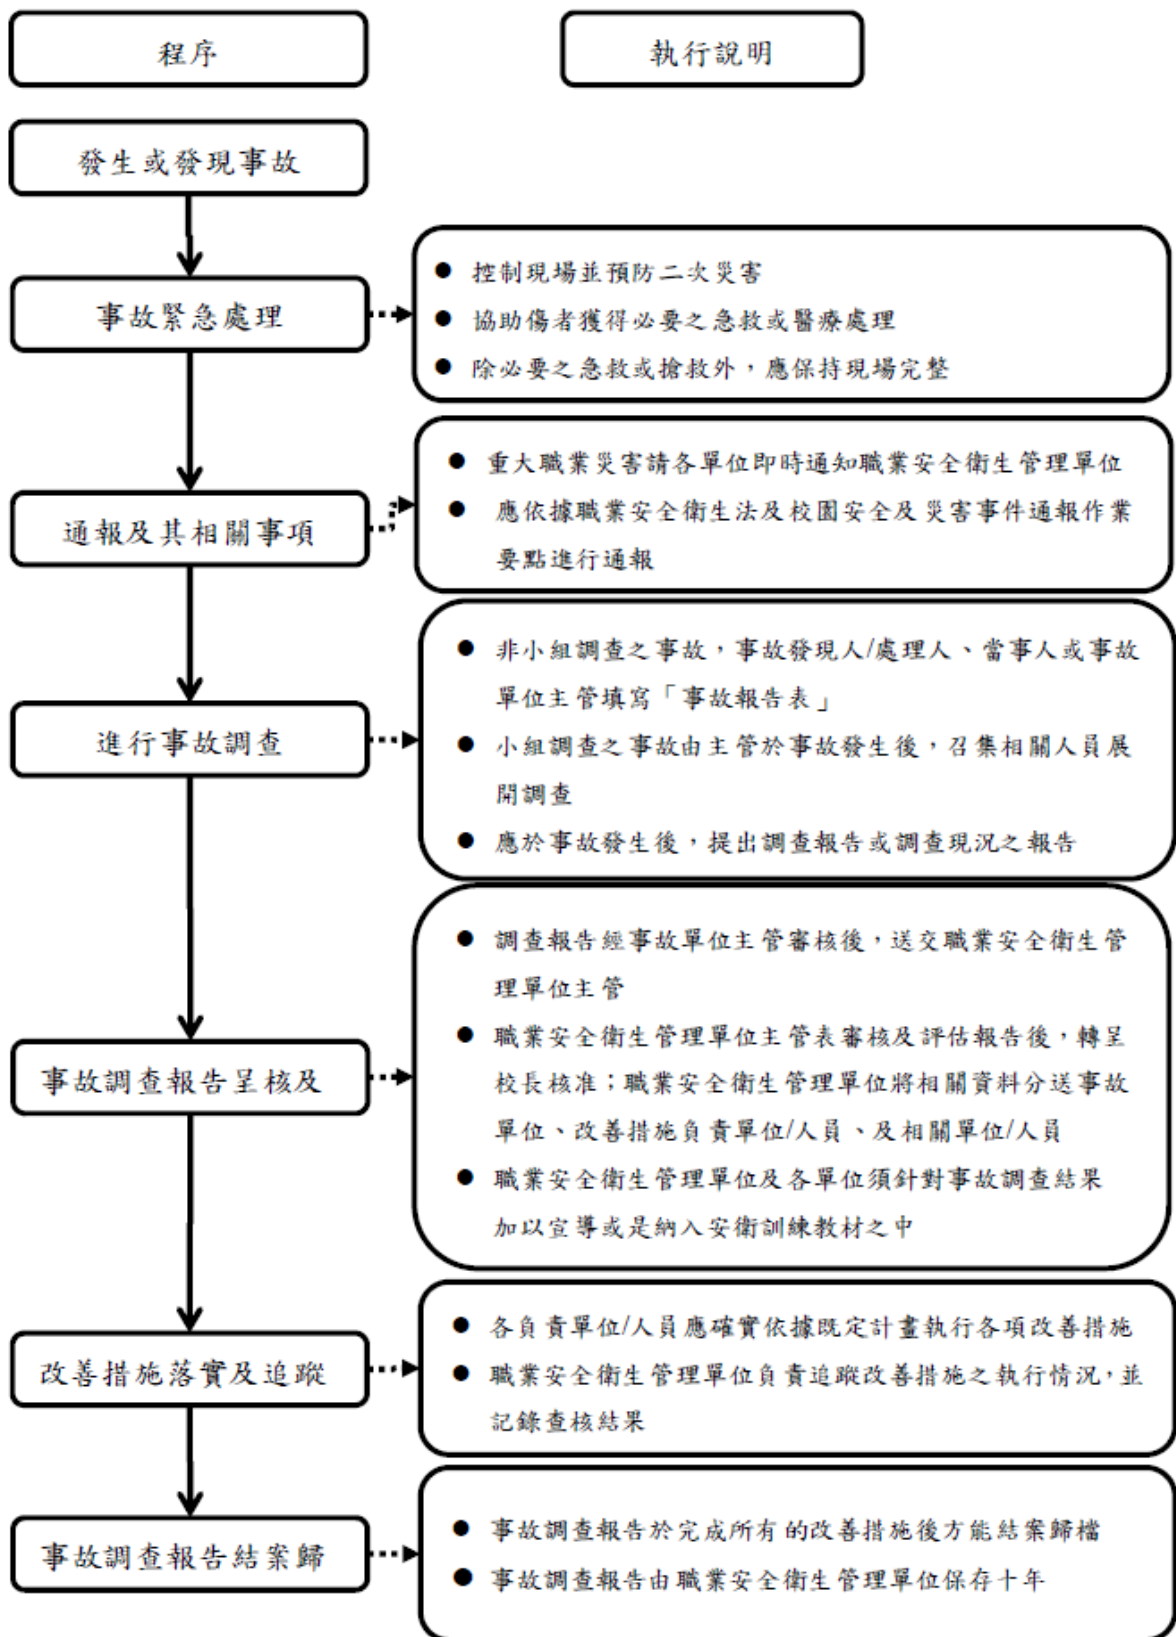 程序
執行說明
發生或發現事故
事故緊急處理
● 控制現場並預防二次災害
● 協助傷者獲得必要之急救或醫療處理
● 除必要之急救或搶救外，應保持現場完整
通報及其相關事項
● 重大職業災害請各單位即時通知職業安全衛生管理單位
● 應依據職業安全衛生法及校園安全及災害事件通報作業
要點進行通報
進行事故調查
● 非小組調查之事故，事故發現人/處理人、當事人或事故
單位主管填寫「事故報告表」
● 小組調查之事故由主管於事故發生後，召集相關人員展
開調查
● 應於事故發生後，提出調查報告或調查現況之報告
事故調查報告呈核及
● 調查報告經事故單位主管審核後，送交職業安全衛生管
理單位主管
● 職業安全衛生管理單位主管表審核及評估報告後，轉呈
校長核准；職業安全衛生管理單位將相關資料分送事故
單位、改善措施負責單位/人員、及相關單位/人員
● 職業安全衛生管理單位及各單位須針對事故調查結果
加以宣導或是納入安衛訓練教材之中
改善措施落實及追蹤
● 各負責單位/人員應確實依據既定計畫執行各項改善措施
● 職業安全衛生管理單位負責追蹤改善措施之執行情況，並
記錄查核結果
事故調查報告結案歸
● 事故調查報告於完成所有的改善措施後方能結案歸檔
● 事故調查報告由職業安全衛生管理單位保存十年